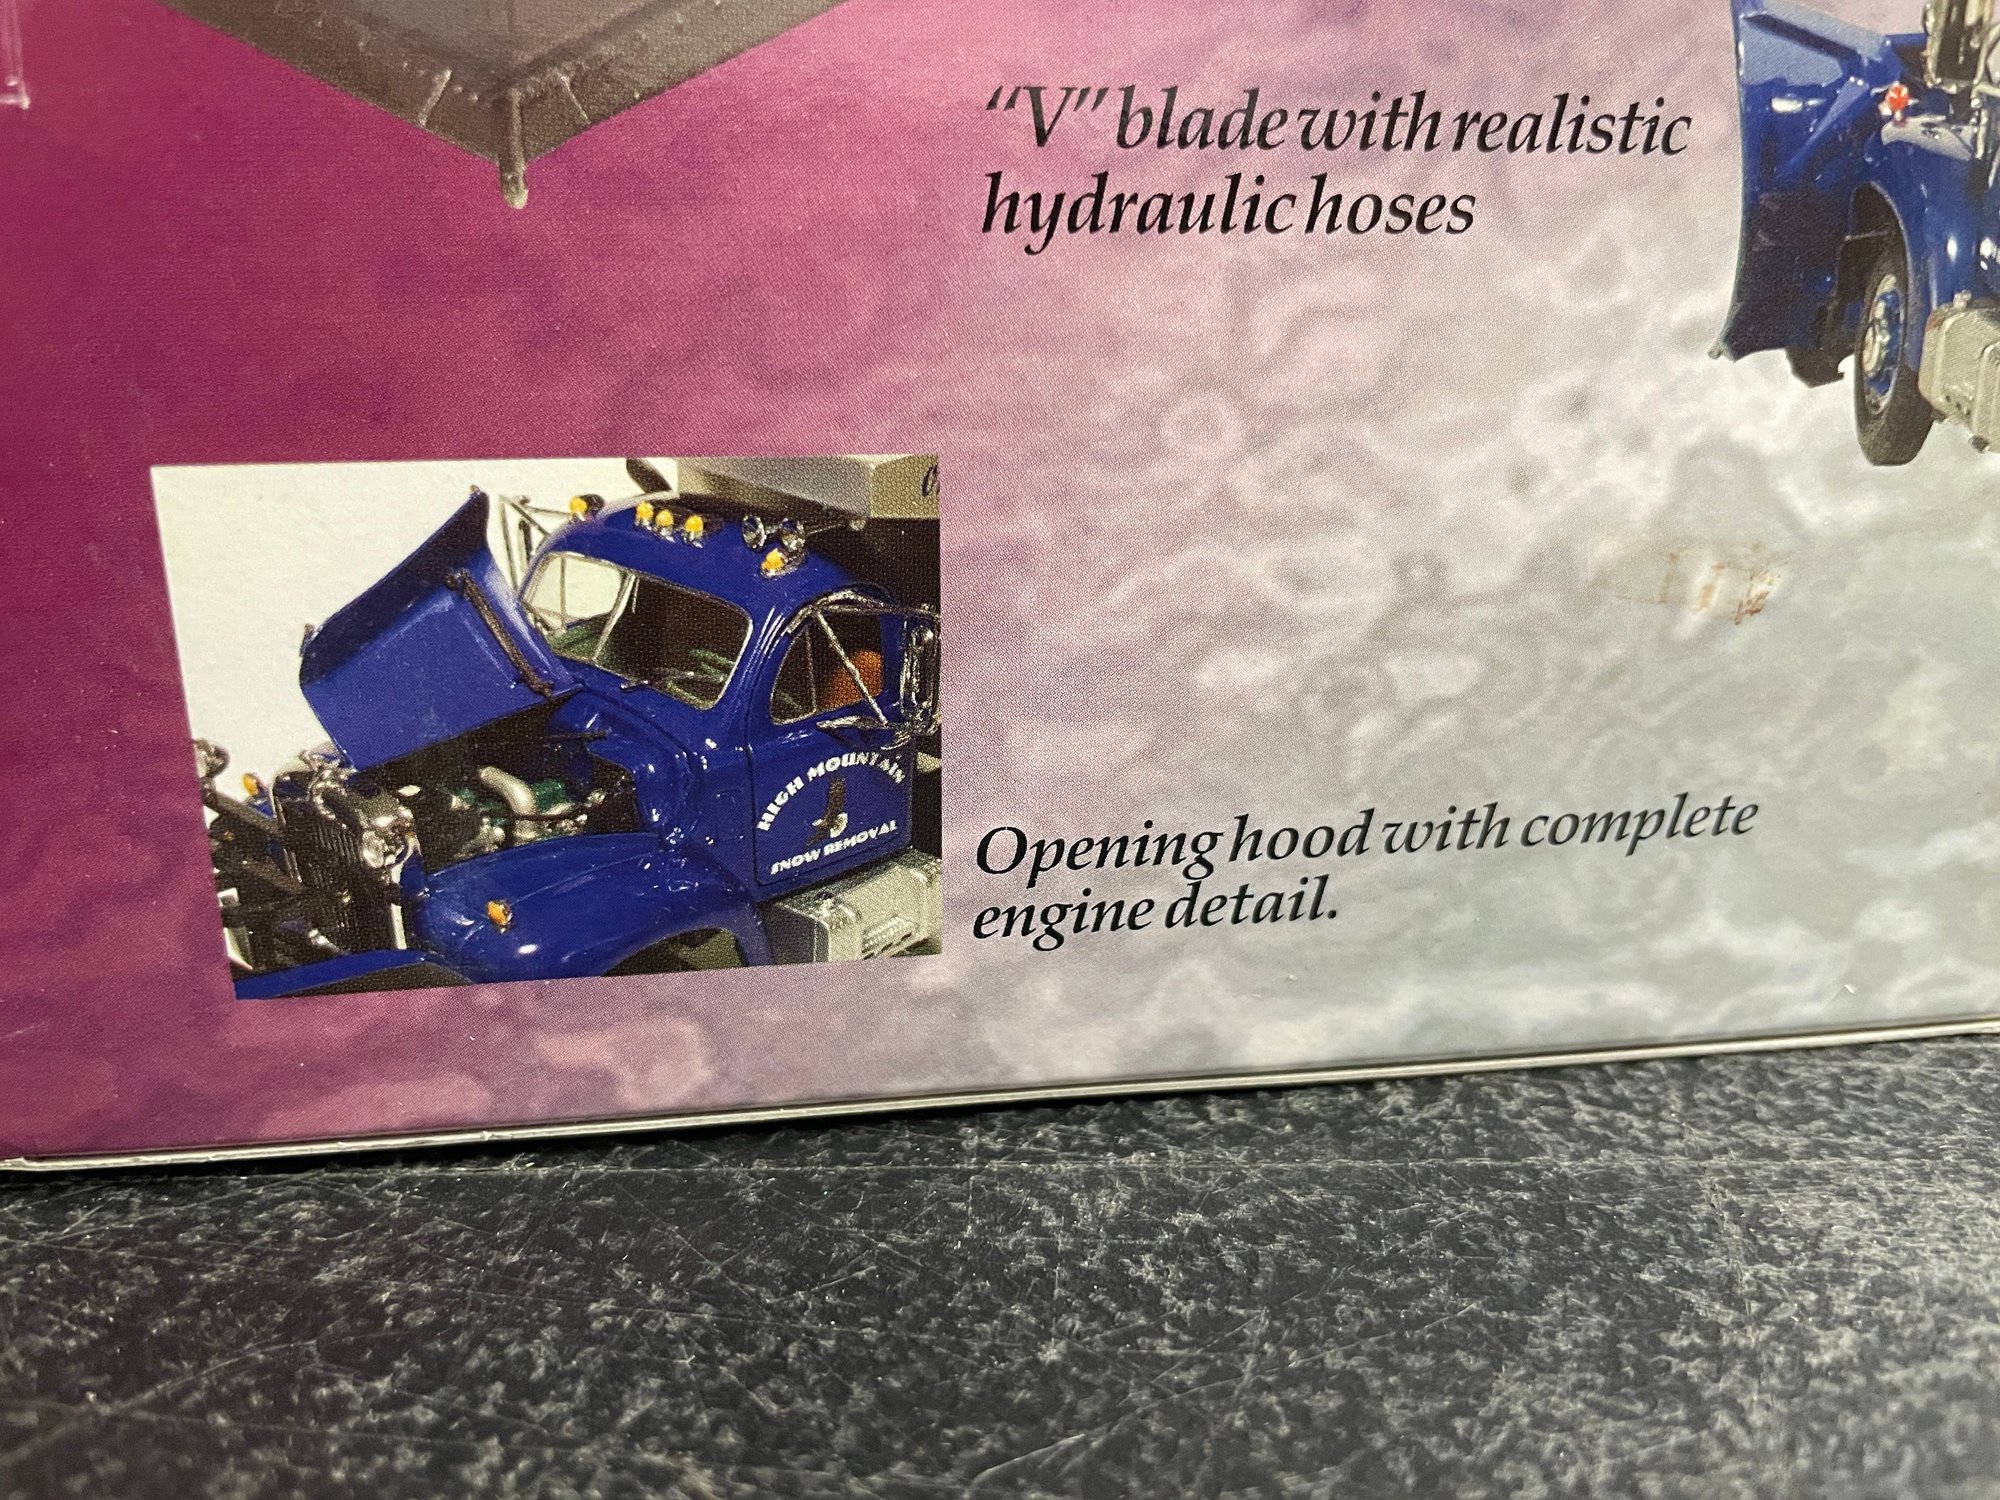 “V” blade with realistic
hydraulic hoses
HIGH MOUNTAIN
SNOW REMOVAL
Opening hood with complete
engine detail.